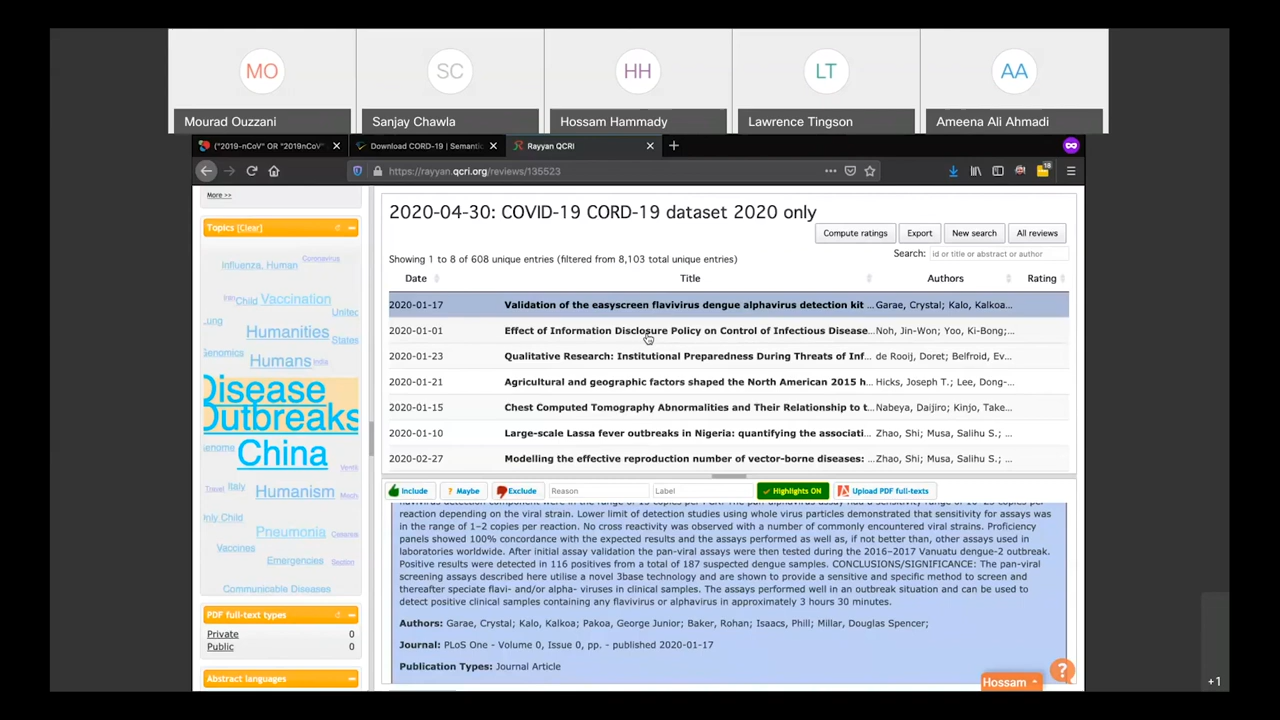 MO
SC
HH
LT
AA
Mourad Ouzzani
Sanjay Chawla
Hossam Hammady
Lawrence Tingson
Ameena Ali Ahmadi
("2019-nCoV" OR "2019nCoV"
Download CORD-19 | Semantic
Rayyan QCRI
https://rayyan.qcri.org/reviews/135523
More >>
Topics [Clear]
Influenza, Human
Coronavirus
Child
Vaccination
United
Lung
Humanities
States
Genomics
Humans
India
Disease
Outbreaks
China
Travel
Italy
Humanism
Only Child
Pneumonia
Vaccines
Emergencies
Section
Communicable Diseases
PDF full-text types
Private 0
Public 0
Abstract languages
2020-04-30: COVID-19 CORD-19 dataset 2020 only
Compute ratings
Export
New search
All reviews
Showing 1 to 8 of 608 unique entries (filtered from 8,103 total unique entries)
Search: id or title or abstract or author
Date Title Authors Rating
2020-01-17 Validation of the easyscreen flavivirus dengue alphavirus detection kit ... Garae, Crystal; Kalo, Kalkoa...
2020-01-01 Effect of Information Disclosure Policy on Control of Infectious Disease... Noh, Jin-Won; Yoo, Ki-Bong;...
2020-01-23 Qualitative Research: Institutional Preparedness During Threats of Inf... de Rooij, Doret; Belfroid, Ev...
2020-01-21 Agricultural and geographic factors shaped the North American 2015 h... Hicks, Joseph T.; Lee, Dong-...
2020-01-15 Chest Computed Tomography Abnormalities and Their Relationship to t... Nabeya, Daijiro; Kinjo, Take...
2020-01-10 Large-scale Lassa fever outbreaks in Nigeria: quantifying the associati... Zhao, Shi; Musa, Salihu S.; ...
2020-02-27 Modelling the effective reproduction number of vector-borne diseases: ... Zhao, Shi; Musa, Salihu S.; ...
Include
? Maybe
Exclude
Reason
Label
Highlights ON
Upload PDF full-texts
reaction depending on the viral strain. Lower limit of detection studies using whole virus particles demonstrated that sensitivity for assays was
in the range of 1–2 copies per reaction. No cross reactivity was observed with a number of commonly encountered viral strains. Proficiency
panels showed 100% concordance with the expected results and the assays performed as well as, if not better than, other assays used in
laboratories worldwide. After initial assay validation the pan-viral assays were then tested during the 2016–2017 Vanuatu dengue-2 outbreak.
Positive results were detected in 116 positives from a total of 187 suspected dengue samples. CONCLUSIONS/SIGNIFICANCE: The pan-viral
screening assays described here utilise a novel 3base technology and are shown to provide a sensitive and specific method to screen and
thereafter speciate flavi- and/or alpha- viruses in clinical samples. The assays performed well in an outbreak situation and can be used to
detect positive clinical samples containing any flavivirus or alphavirus in approximately 3 hours 30 minutes.
Authors: Garae, Crystal; Kalo, Kalkoa; Pakoa, George Junior; Baker, Rohan; Isaacs, Phill; Millar, Douglas Spencer;
Journal: PLoS One - Volume 0, Issue 0, pp. - published 2020-01-17
Publication Types: Journal Article
Hossam
?
+1